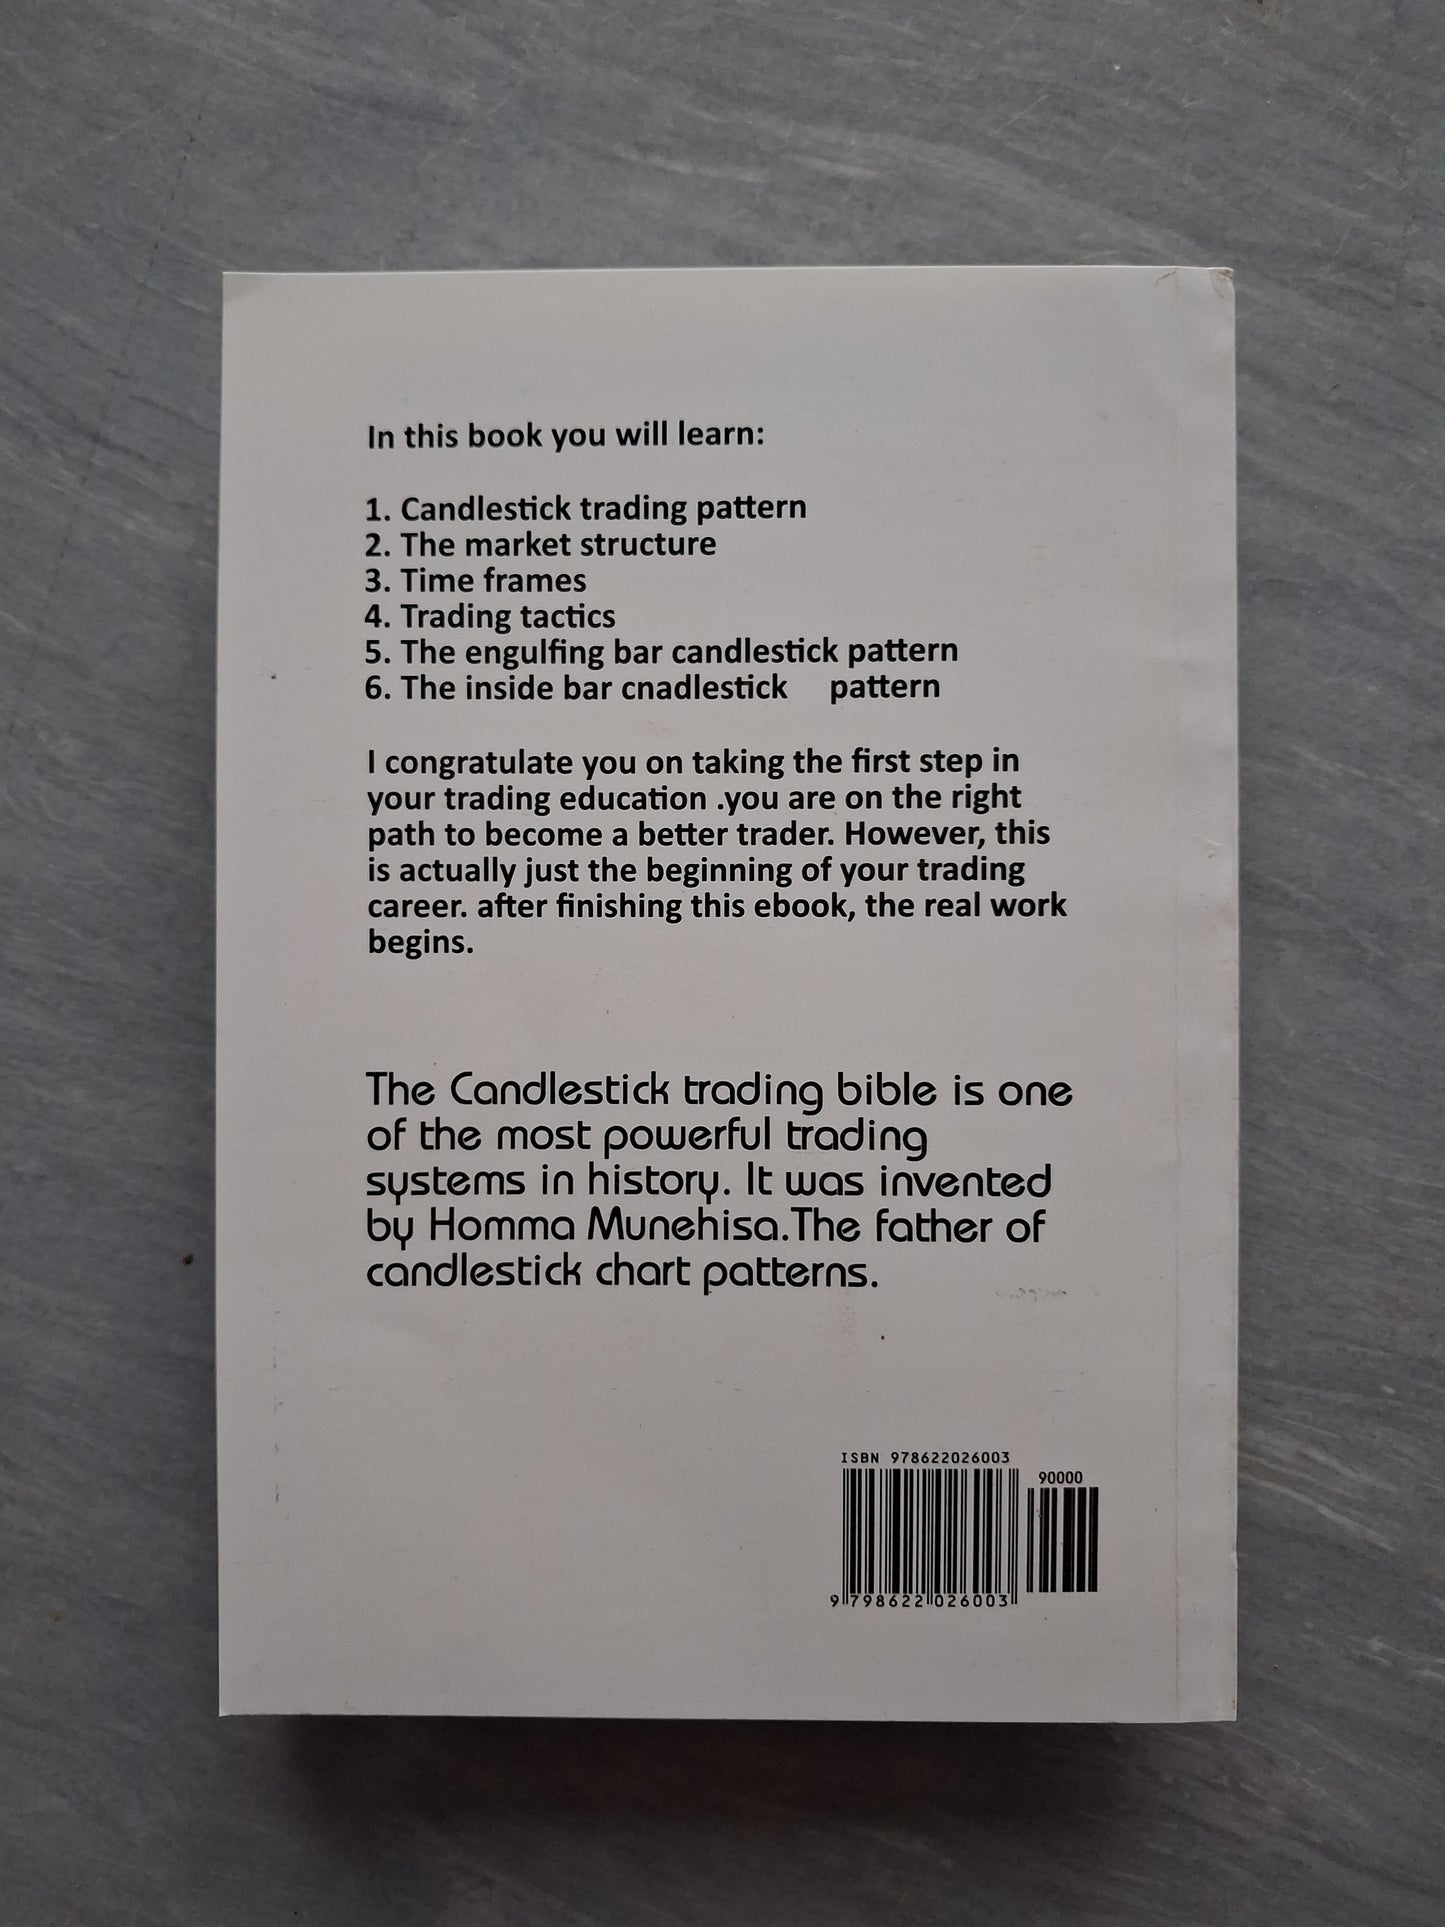 In this book you will learn:
1. Candlestick trading pattern
2. The market structure
3. Time frames
4. Trading tactics
5. The engulfing bar candlestick pattern
6. The inside bar cnadlestick pattern
I congratulate you on taking the first step in
your trading education .you are on the right
path to become a better trader. However, this
is actually just the beginning of your trading
career. after finishing this ebook, the real work
begins.
The Candlestick trading bible is one
of the most powerful trading
systems in history. It was invented
by Homma Munehisa.The father of
candlestick chart patterns.
ISBN 978622026003
90000
9 798622 026003